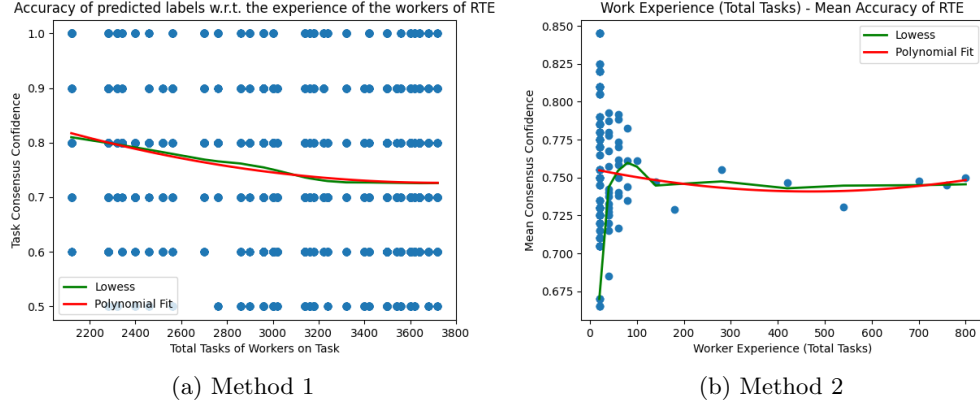 Accuracy of predicted labels w.r.t. the experience of the workers of RTE
1.0
0.9
0.8
0.7
0.6
0.5
Task Consensus Confidence
Lowess
Polynomial Fit
2200 2400 2600 2800 3000 3200 3400 3600 3800
Total Tasks of Workers on Task
(a) Method 1
Work Experience (Total Tasks) - Mean Accuracy of RTE
0.850
0.825
0.800
0.775
0.750
0.725
0.700
0.675
Mean Consensus Confidence
Lowess
Polynomial Fit
0 100 200 300 400 500 600 700 800
Worker Experience (Total Tasks)
(b) Method 2